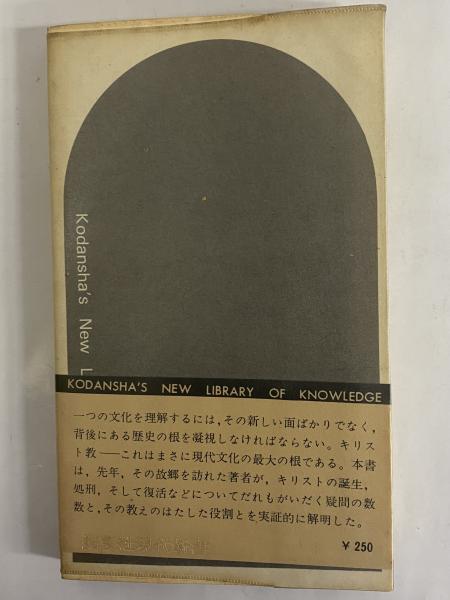 Kodansha's New L
KODANSHA'S NEW LIBRARY OF KNOWLEDGE
一つの文化を理解するには,その新しい面ばかりでなく,
背後にある歴史の根を凝視しなければならない。キリス
ト教——これはまさに現代文化の最大の根である。本書
は,先年,その故郷を訪れた著者が,キリストの誕生,
処刑,そして復活などについてだれもがいだく疑問の数
数と,その教えのはたした役割とを実証的に解明した。
¥250